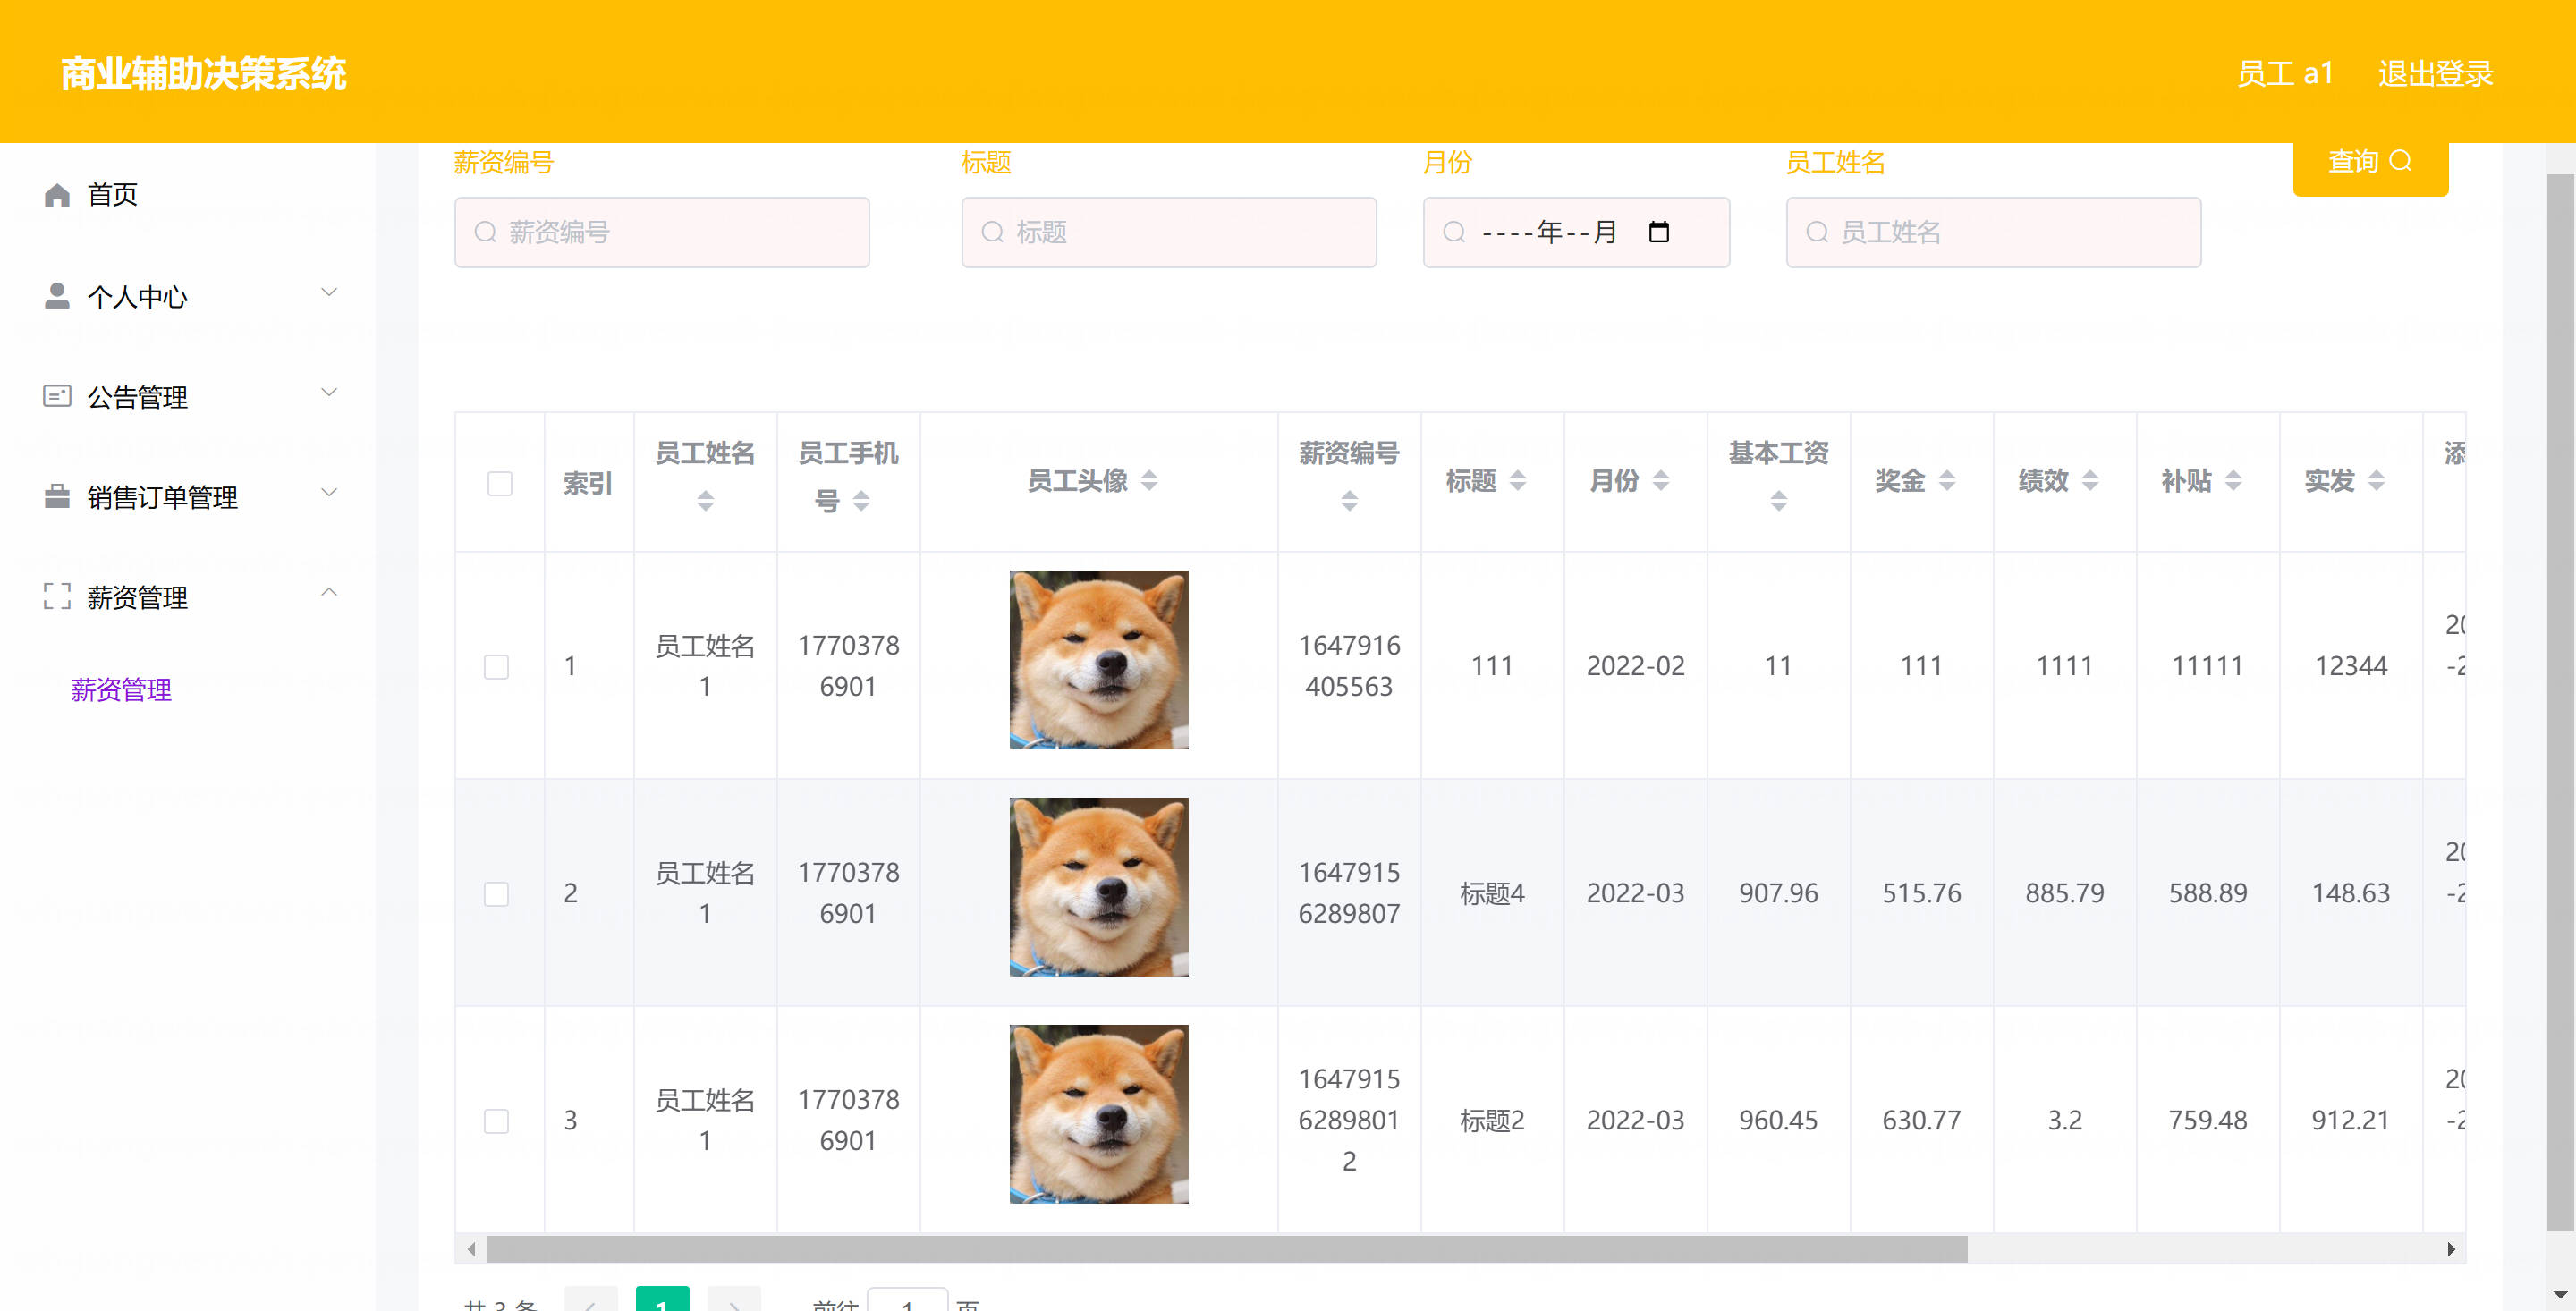 商业辅助决策系统
员工 a1 退出登录
薪资编号 标题 月份 员工姓名 查询
薪资编号 标题 ----年--月 员工姓名
首页
个人中心
公告管理
销售订单管理
薪资管理
薪资管理
索引 员工姓名 员工手机号 员工头像 薪资编号 标题 月份 基本工资 奖金 绩效 补贴 实发 添
1 员工姓名1 17703786901 1647916405563 111 2022-02 11 111 1111 11111 12344 20
-2
2 员工姓名1 17703786901 16479156289807 标题4 2022-03 907.96 515.76 885.79 588.89 148.63 20
-2
3 员工姓名1 17703786901 164791562898012 标题2 2022-03 960.45 630.77 3.2 759.48 912.21 20
-2
共 3 条 1 前往 1 页